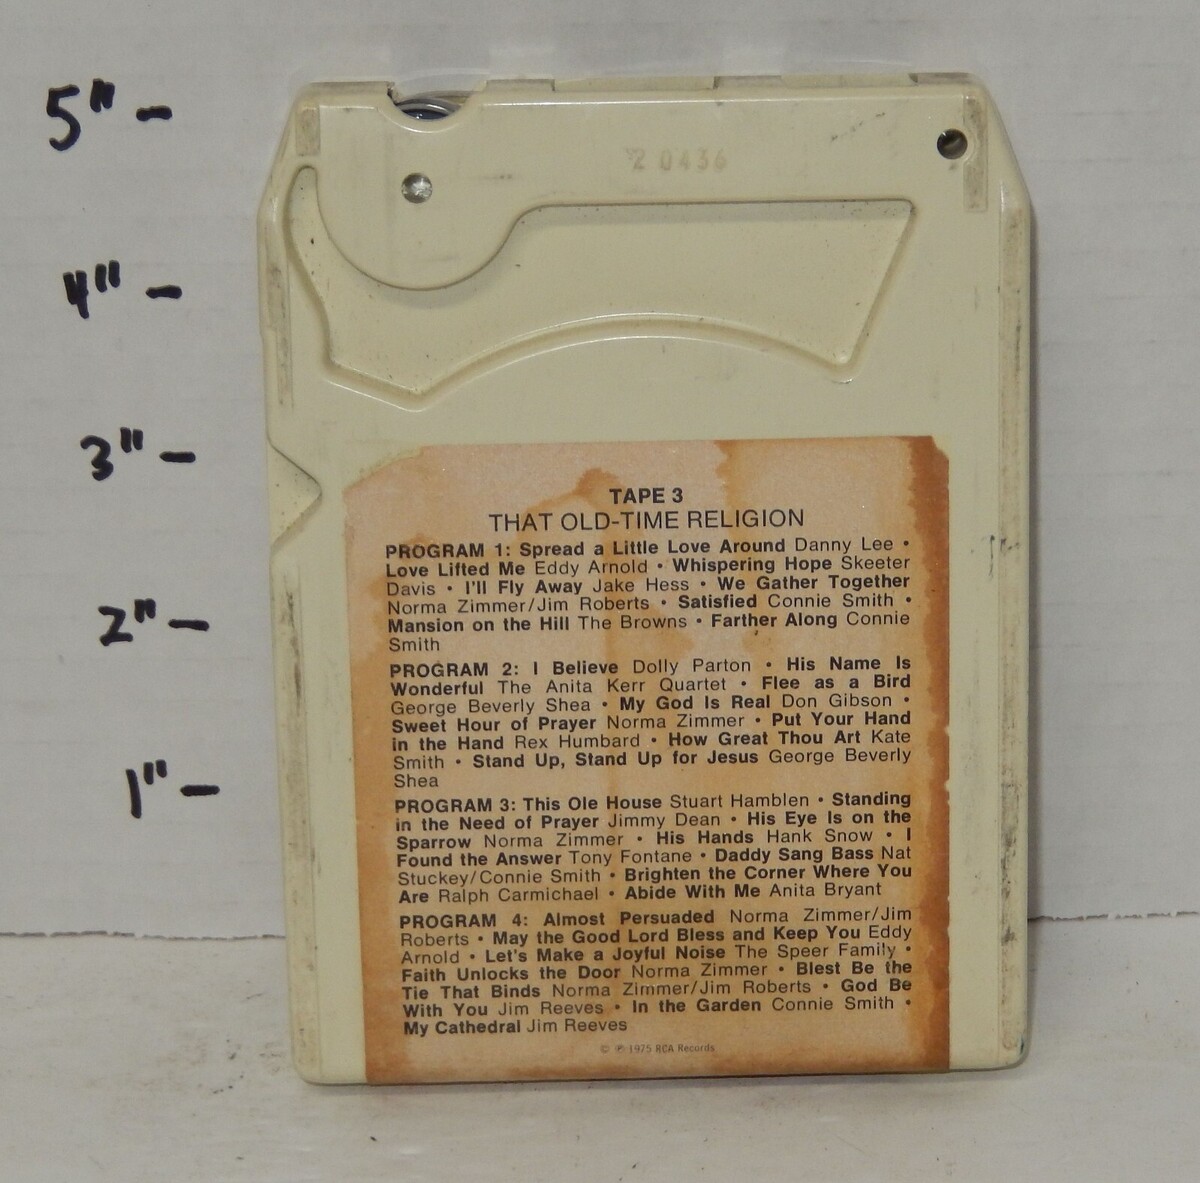 5" -
4" -
3" -
2" -
1" -
2 0436
TAPE 3
THAT OLD-TIME RELIGION
PROGRAM 1: Spread a Little Love Around Danny Lee •
Love Lifted Me Eddy Arnold • Whispering Hope Skeeter
Davis • I'll Fly Away Jake Hess • We Gather Together
Norma Zimmer/Jim Roberts • Satisfied Connie Smith •
Mansion on the Hill The Browns • Farther Along Connie
Smith
PROGRAM 2: I Believe Dolly Parton • His Name Is
Wonderful The Anita Kerr Quartet • Flee as a Bird
George Beverly Shea • My God Is Real Don Gibson •
Sweet Hour of Prayer Norma Zimmer • Put Your Hand
in the Hand Rex Humbard • How Great Thou Art Kate
Smith • Stand Up, Stand Up for Jesus George Beverly
Shea
PROGRAM 3: This Ole House Stuart Hamblen • Standing
in the Need of Prayer Jimmy Dean • His Eye Is on the
Sparrow Norma Zimmer • His Hands Hank Snow • I
Found the Answer Tony Fontane • Daddy Sang Bass Nat
Stuckey/Connie Smith • Brighten the Corner Where You
Are Ralph Carmichael • Abide With Me Anita Bryant
PROGRAM 4: Almost Persuaded Norma Zimmer/Jim
Roberts • May the Good Lord Bless and Keep You Eddy
Arnold • Let's Make a Joyful Noise The Speer Family •
Faith Unlocks the Door Norma Zimmer • Blest Be the
Tie That Binds Norma Zimmer/Jim Roberts • God Be
With You Jim Reeves • In the Garden Connie Smith •
My Cathedral Jim Reeves
© ℗ 1975 RCA Records